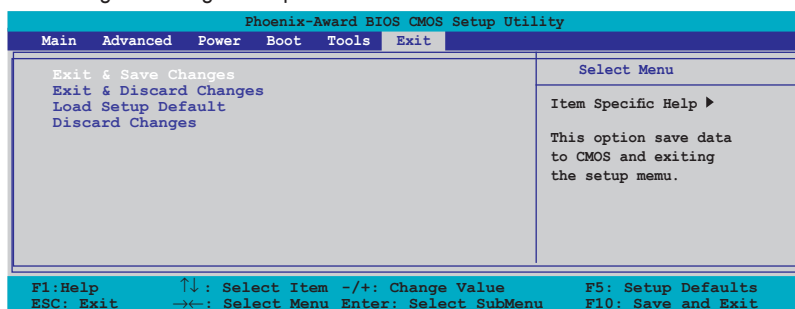 Phoenix-Award BIOS CMOS Setup Utility
Main Advanced Power Boot Tools Exit
Exit & Save Changes
Exit & Discard Changes
Load Setup Default
Discard Changes
Select Menu
Item Specific Help ▶
This option save data
to CMOS and exiting
the setup memu.
F1:Help ↑↓ : Select Item -/+: Change Value F5: Setup Defaults
ESC: Exit →←: Select Menu Enter: Select SubMenu F10: Save and Exit